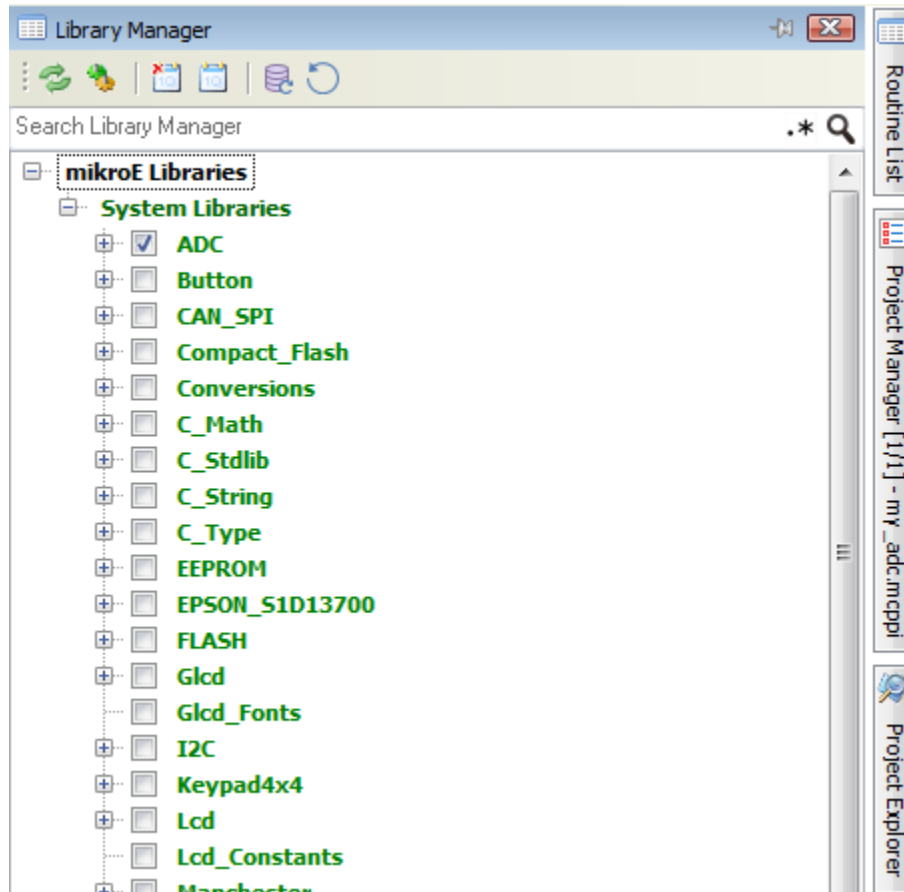 Library Manager
Search Library Manager
.*
mikroE Libraries
System Libraries
ADC
Button
CAN_SPI
Compact_Flash
Conversions
C_Math
C_Stdlib
C_String
C_Type
EEPROM
EPSON_S1D13700
FLASH
Glcd
Glcd_Fonts
I2C
Keypad4x4
Lcd
Lcd_Constants
Manchester
Routine List
Project Manager [1/1] - my_adc.mcppi
Project Explorer